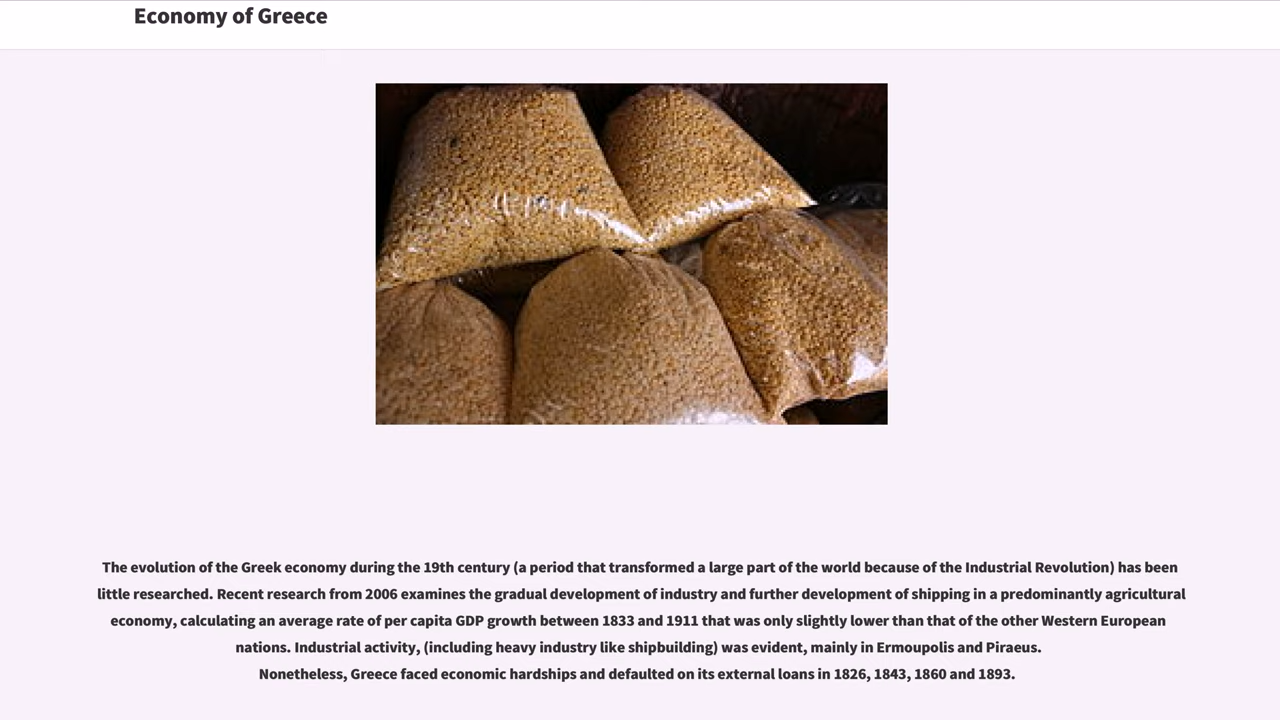 Economy of Greece
The evolution of the Greek economy during the 19th century (a period that transformed a large part of the world because of the Industrial Revolution) has been
little researched. Recent research from 2006 examines the gradual development of industry and further development of shipping in a predominantly agricultural
economy, calculating an average rate of per capita GDP growth between 1833 and 1911 that was only slightly lower than that of the other Western European
nations. Industrial activity, (including heavy industry like shipbuilding) was evident, mainly in Ermoupolis and Piraeus.
Nonetheless, Greece faced economic hardships and defaulted on its external loans in 1826, 1843, 1860 and 1893.